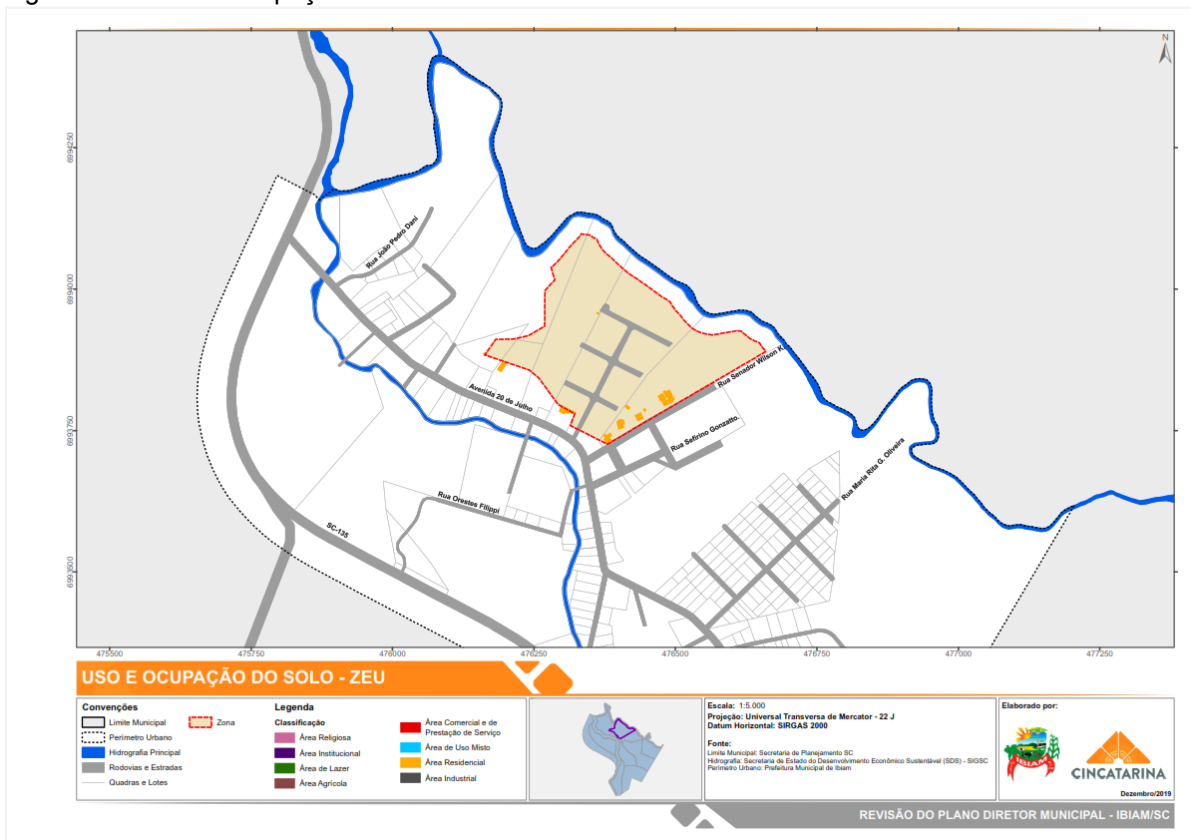 N
6994250
6994000
6993750
6993500
Rua João Pedro Dani
Avenida 20 de Julho
Rua Senador Wilson K.
Rua Sefirino Gonzatto.
Rua Maria Rita G. Oliveira
Rua Orestes Filippi
SC-135
475500
475750
476000
476250
476500
476750
477000
477250
USO E OCUPAÇÃO DO SOLO - ZEU
Convenções
Limite Municipal
Zona
Perímetro Urbano
Hidrografia Principal
Rodovias e Estradas
Quadras e Lotes
Legenda
Classificação
Área Religiosa
Área Institucional
Área de Lazer
Área Agrícola
Área Comercial e de
Prestação de Serviço
Área de Uso Misto
Área Residencial
Área Industrial
Escala: 1:5.000
Projeção: Universal Transversa de Mercator - 22 J
Datum Horizontal: SIRGAS 2000
Fonte:
Limite Municipal: Secretaria de Planejamento SC
Hidrografia: Secretaria de Estado do Desenvolvimento Econômico Sustentável (SDS) - SIGSC
Perímetro Urbano: Prefeitura Municipal de Ibiam
Elaborado por:
IBIAM
CINCATARINA
Dezembro/2019
REVISÃO DO PLANO DIRETOR MUNICIPAL - IBIAM/SC